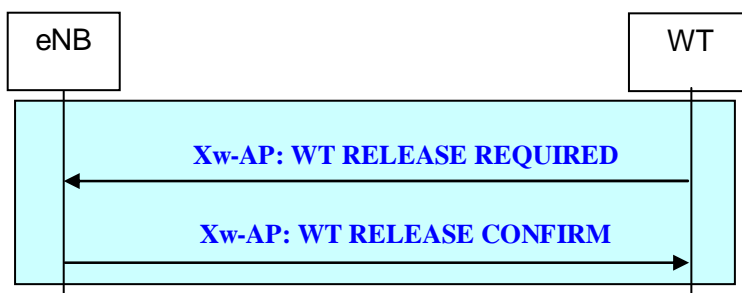 eNB
WT
Xw-AP: WT RELEASE REQUIRED
Xw-AP: WT RELEASE CONFIRM